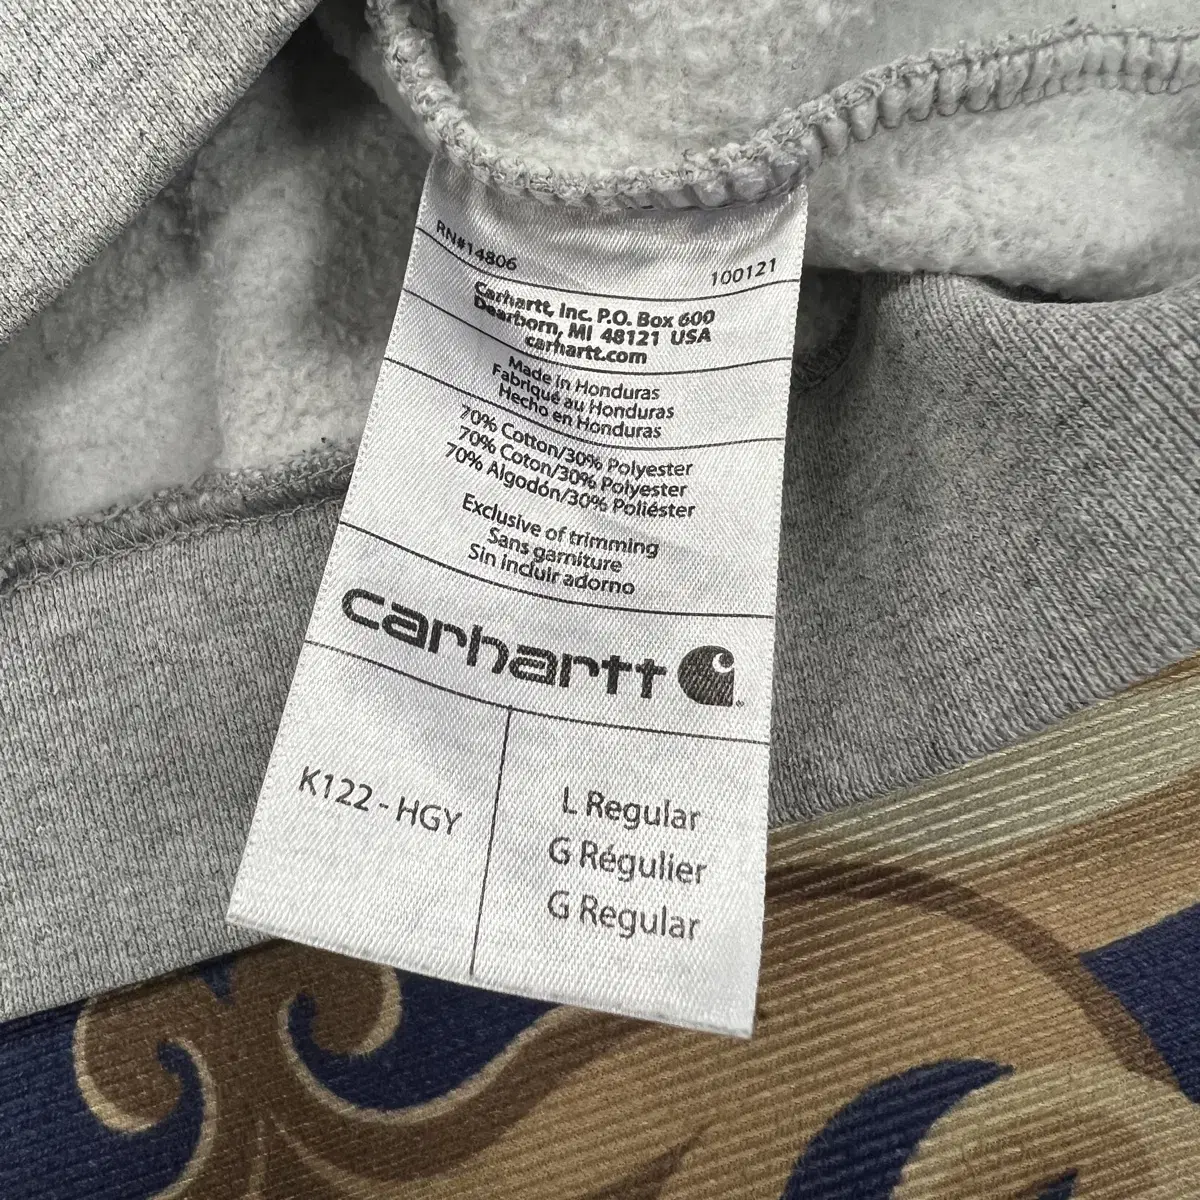 RN#14806
100121
Carhartt, Inc. P.O. Box 600
Dearborn, MI 48121 USA
carhartt.com
Made in Honduras
Fabriqué au Honduras
Hecho en Honduras
70% Cotton/30% Polyester
70% Coton/30% Polyester
70% Algodón/30% Poliéster
Exclusive of trimming
Sans garniture
Sin incluir adorno
carhartt
K122 - HGY
L Regular
G Régulier
G Regular